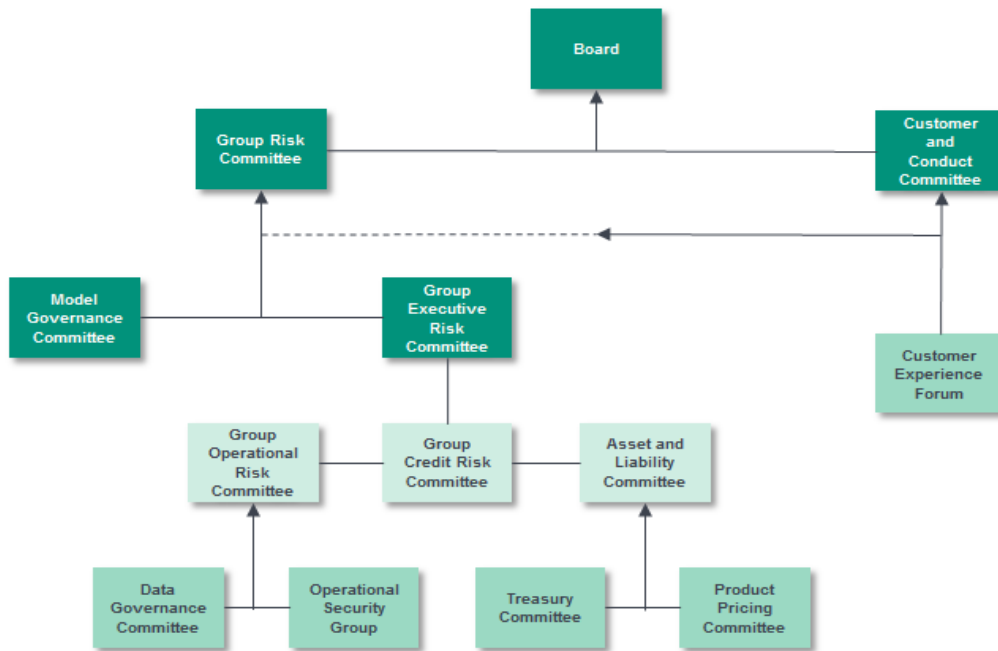 Board
Group Risk
Committee
Customer
and
Conduct
Committee
Model
Governance
Committee
Group
Executive
Risk
Committee
Customer
Experience
Forum
Group
Operational
Risk
Committee
Group
Credit Risk
Committee
Asset and
Liability
Committee
Data
Governance
Committee
Operational
Security
Group
Treasury
Committee
Product
Pricing
Committee